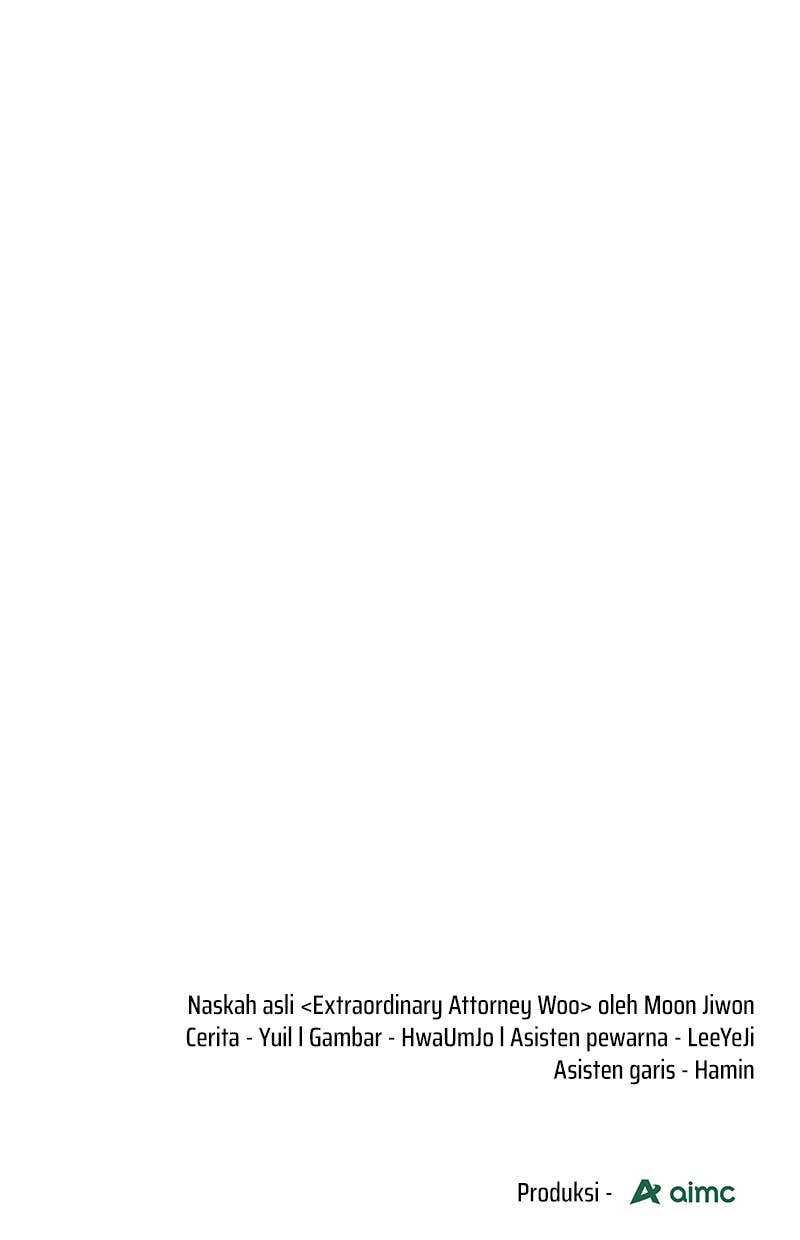 Naskah asli <Extraordinary Attorney Woo> oleh Moon Jiwon
Cerita - Yuil l Gambar - HwaUmJo l Asisten pewarna - LeeYeJi
Asisten garis - Hamin
Produksi - aimc